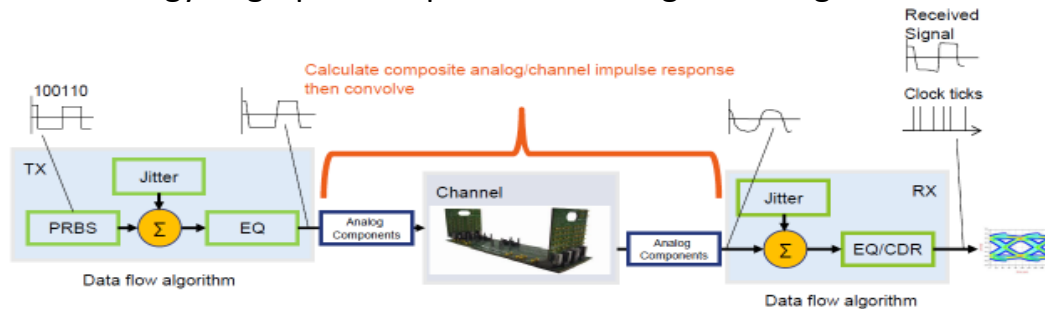 Received
Signal
Calculate composite analog/channel impulse response
then convolve
100110
Clock ticks
TX
Jitter
PRBS
Σ
EQ
Analog
Components
Channel
Analog
Components
Jitter
RX
Σ
EQ/CDR
Data flow algorithm
Data flow algorithm